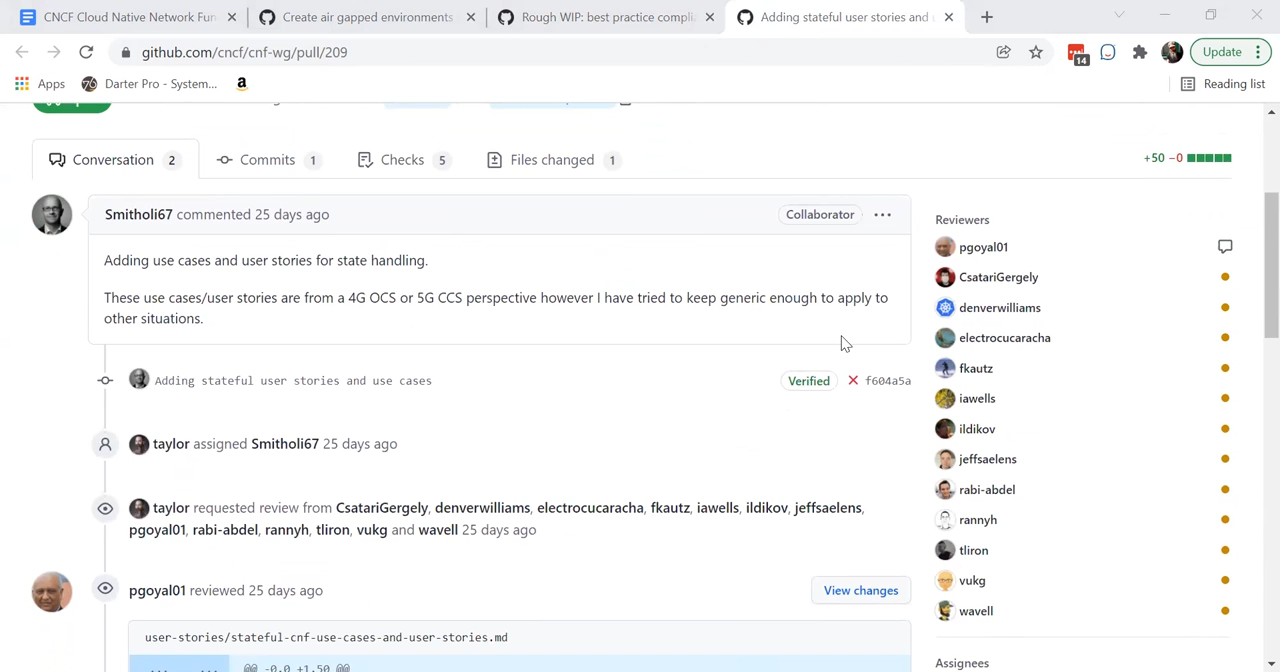 CNCF Cloud Native Network Fun
Create air gapped environments
Rough WIP: best practice compli
Adding stateful user stories and
github.com/cncf/cnf-wg/pull/209
14
Update
Apps
Darter Pro - System...
Reading list
Conversation 2
Commits 1
Checks 5
Files changed 1
+50 −0
Smitholi67 commented 25 days ago
Collaborator
Adding use cases and user stories for state handling.
These use cases/user stories are from a 4G OCS or 5G CCS perspective however I have tried to keep generic enough to apply to
other situations.
Adding stateful user stories and use cases
Verified
f604a5a
taylor assigned Smitholi67 25 days ago
taylor requested review from CsatariGergely, denverwilliams, electrocucaracha, fkautz, iawells, ildikov, jeffsaelens,
pgoyal01, rabi-abdel, rannyh, tliron, vukg and wavell 25 days ago
pgoyal01 reviewed 25 days ago
View changes
user-stories/stateful-cnf-use-cases-and-user-stories.md
@@ -0,0 +1,50 @@
Reviewers
pgoyal01
CsatariGergely
denverwilliams
electrocucaracha
fkautz
iawells
ildikov
jeffsaelens
rabi-abdel
rannyh
tliron
vukg
wavell
Assignees